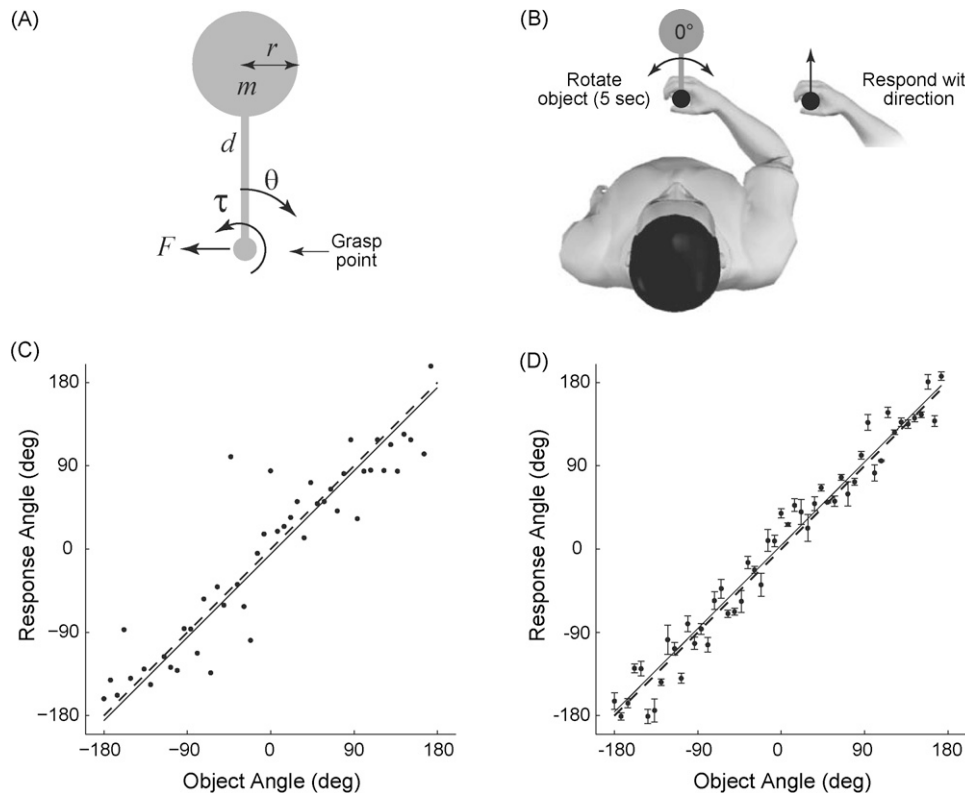 (A)
r
m
d
θ
τ
F
Grasp
point
(B)
0°
Rotate
object (5 sec)
Respond wit
direction
(C)
Response Angle (deg)
180
90
0
−90
−180
−180
−90
0
90
180
Object Angle (deg)
(D)
Response Angle (deg)
180
90
0
-90
-180
-180
-90
0
90
180
Object Angle (deg)